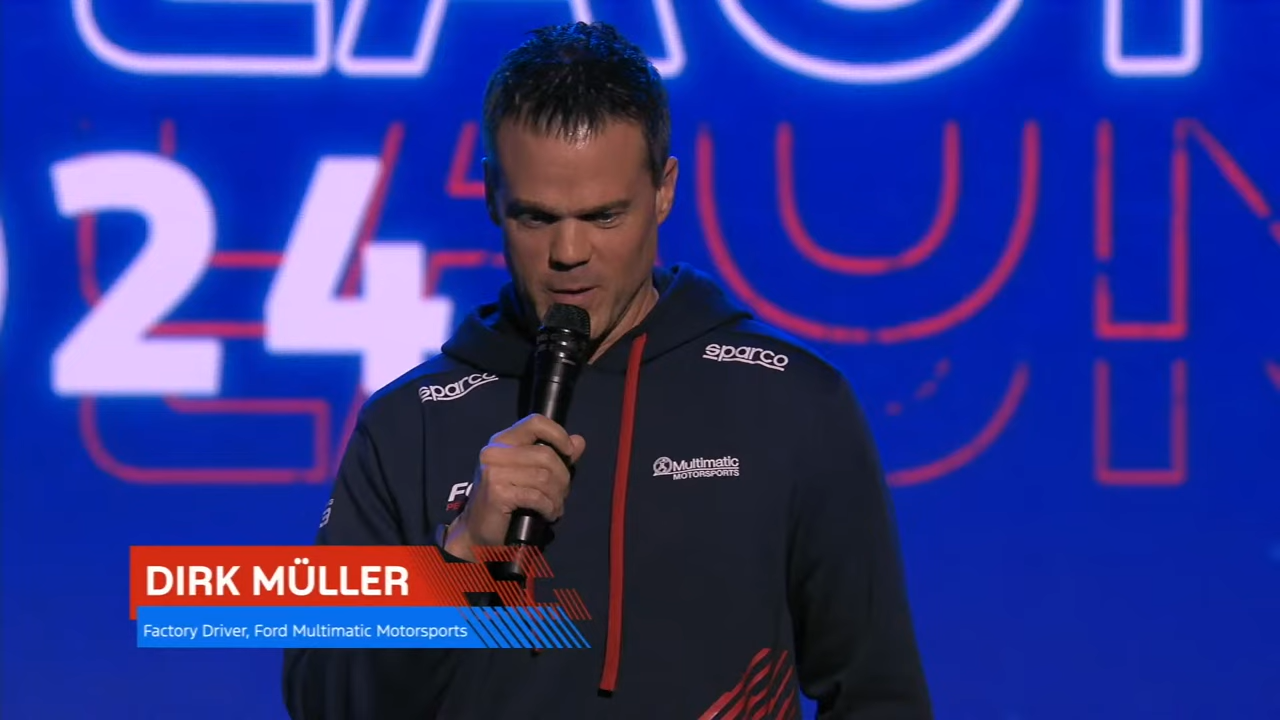 24
sparco
sparco
Multimatic
MOTORSPORTS
DIRK MÜLLER
Factory Driver, Ford Multimatic Motorsports